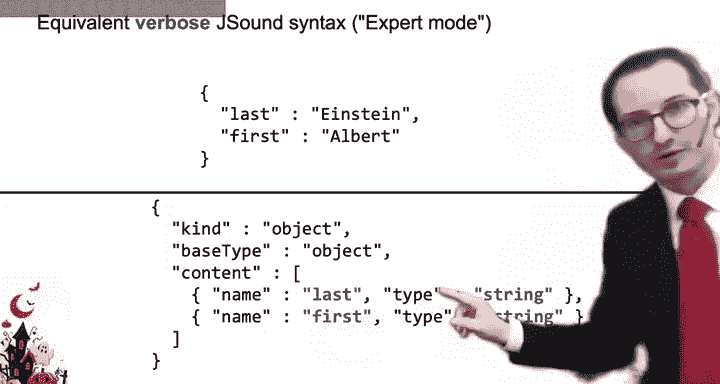 Equivalent verbose JSound syntax ("Expert mode")
{
"last" : "Einstein",
"first" : "Albert"
}
{
"kind" : "object",
"baseType" : "object",
"content" : [
{ "name" : "last", "type" : "string" },
{ "name" : "first", "type" "string" }
]
}